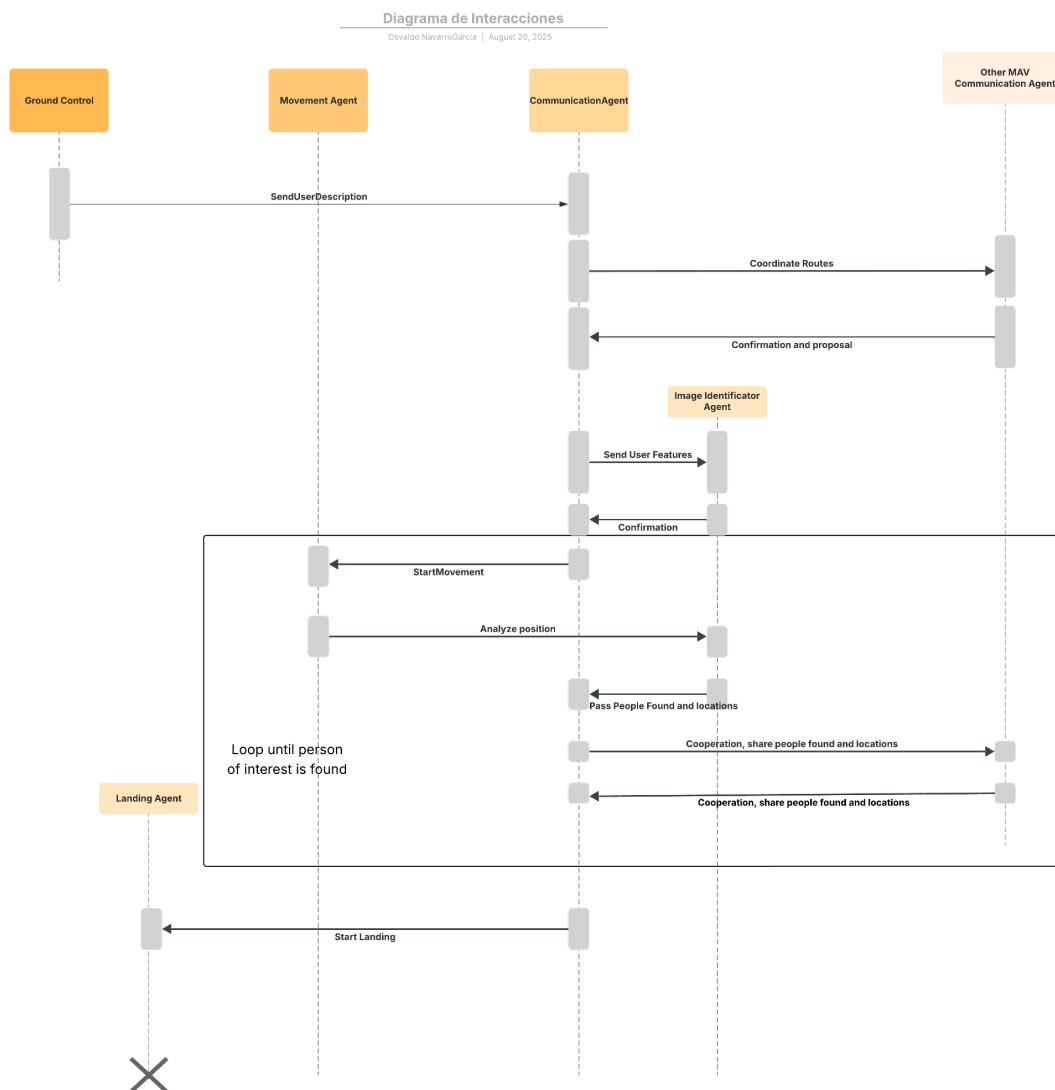 Diagrama de Interacciones
Osvaldo NavarroGarcia | August 20, 2025
Ground Control
Movement Agent
CommunicationAgent
Other MAV
Communication Agent
SendUserDescription
Coordinate Routes
Confirmation and proposal
Image Identificator
Agent
Send User Features
Confirmation
StartMovement
Analyze position
Pass People Found and locations
Cooperation, share people found and locations
Loop until person
of interest is found
Landing Agent
Cooperation, share people found and locations
Start Landing